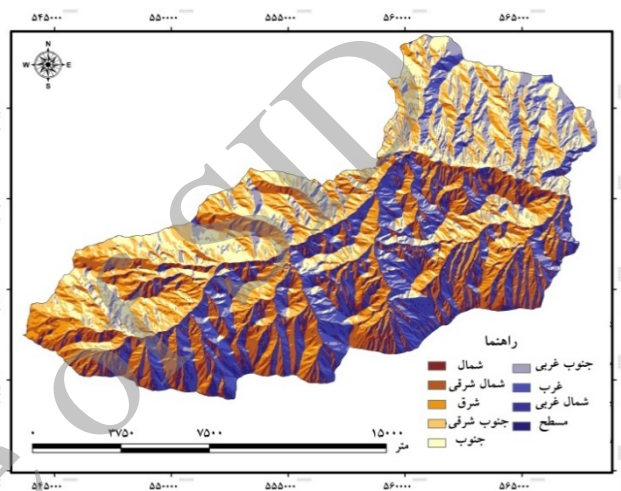 ۵۴۵۰۰۰ ۵۵۰۰۰۰ ۵۵۵۰۰۰ ۵۶۰۰۰۰ ۵۶۵۰۰۰
N
W E
S
راهنما
شمال جنوب غربی
شمال شرقی غرب
شرق شمال غربی
جنوب شرقی مسطح
جنوب
۰ ۳۷۵۰ ۷۵۰۰ ۱۵۰۰۰
متر
۵۴۵۰۰۰ ۵۵۰۰۰۰ ۵۵۵۰۰۰ ۵۶۰۰۰۰ ۵۶۵۰۰۰